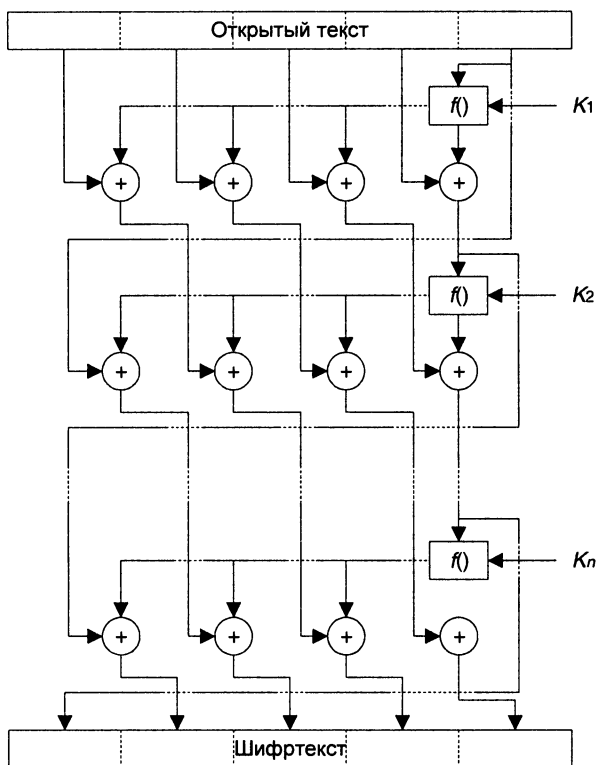 Открытый текст
f()
K1
+ + + +
f()
K2
+ + + +
f()
Kn
+ + + +
Шифртекст